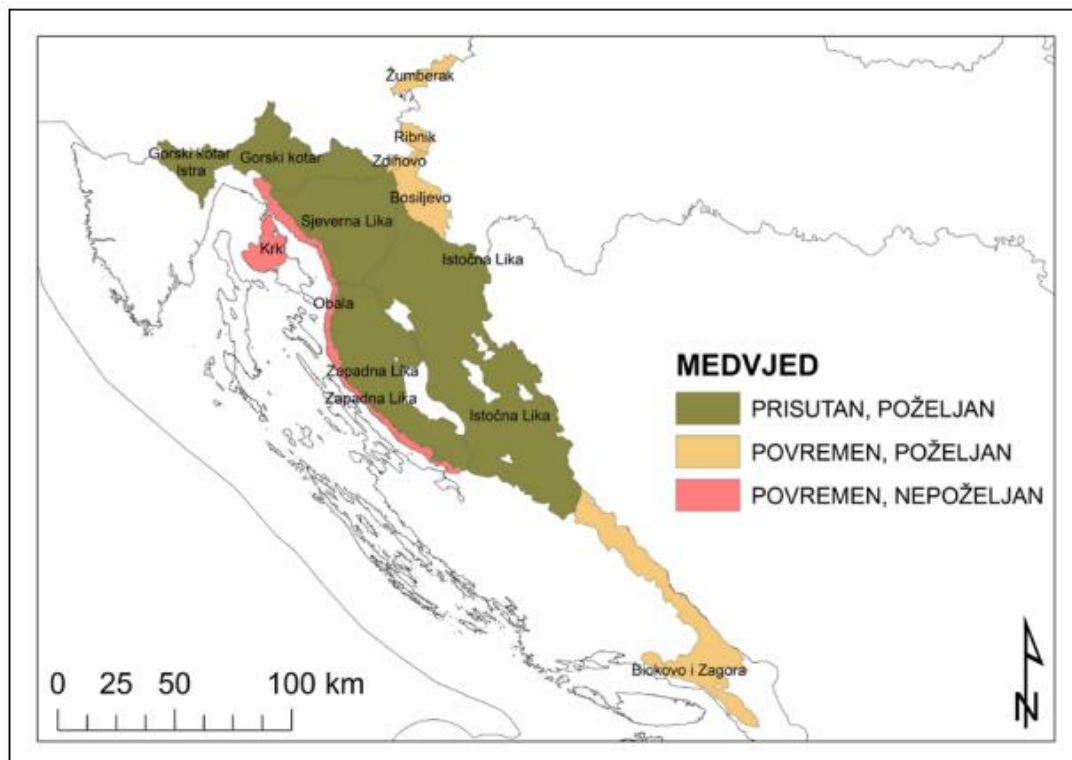 Žumberak
Ribnik
Gorski kotar
Istra
Gorski kotar
Zdihovo
Bosiljevo
Sjeverna Lika
Krk
Istočna Lika
Obala
Zapadna Lika
Zapadna Lika
Istočna Lika
MEDVJED
PRISUTAN, POŽELJAN
POVREMEN, POŽELJAN
POVREMEN, NEPOŽELJAN
Biokovo i Zagora
0 25 50 100 km
N